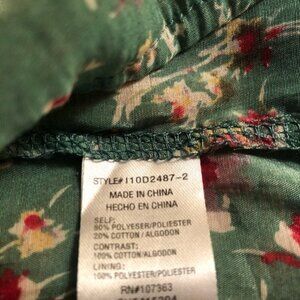 STYLE# I10D2487-2
MADE IN CHINA
HECHO EN CHINA
SELF:
80% POLYESTER/POLIESTER
20% COTTON / ALGODON
CONTRAST:
100% COTTON/ALGODON
LINING:
100% POLYESTER/POLIESTER
RN#107363